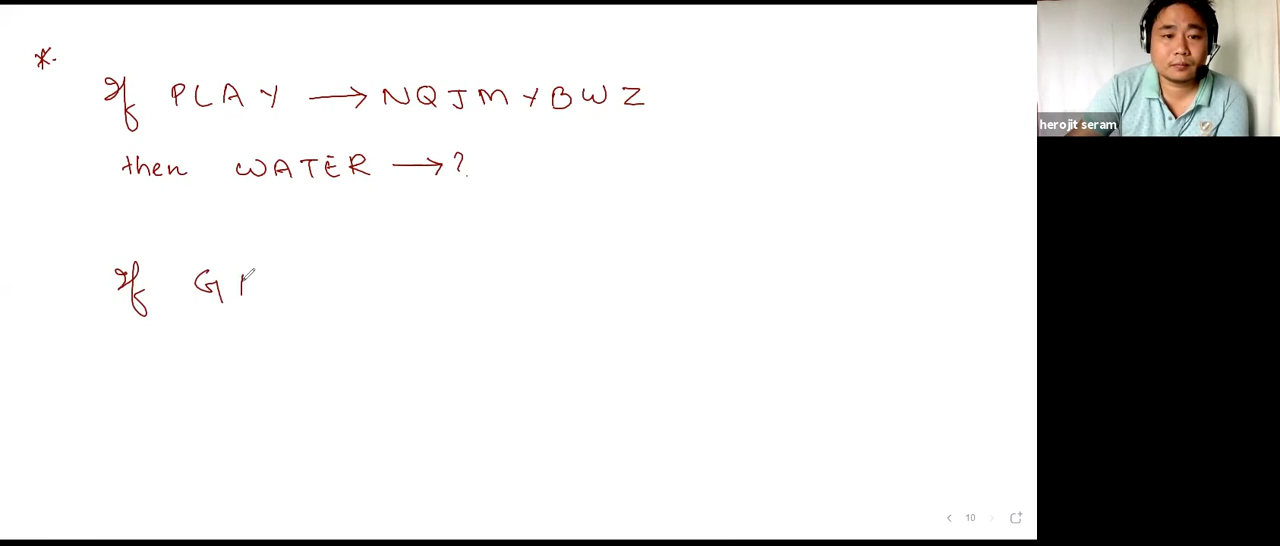 *.
If PLAY → NQJMYBWZ
then WATER → ?
If G
herojit seram
10